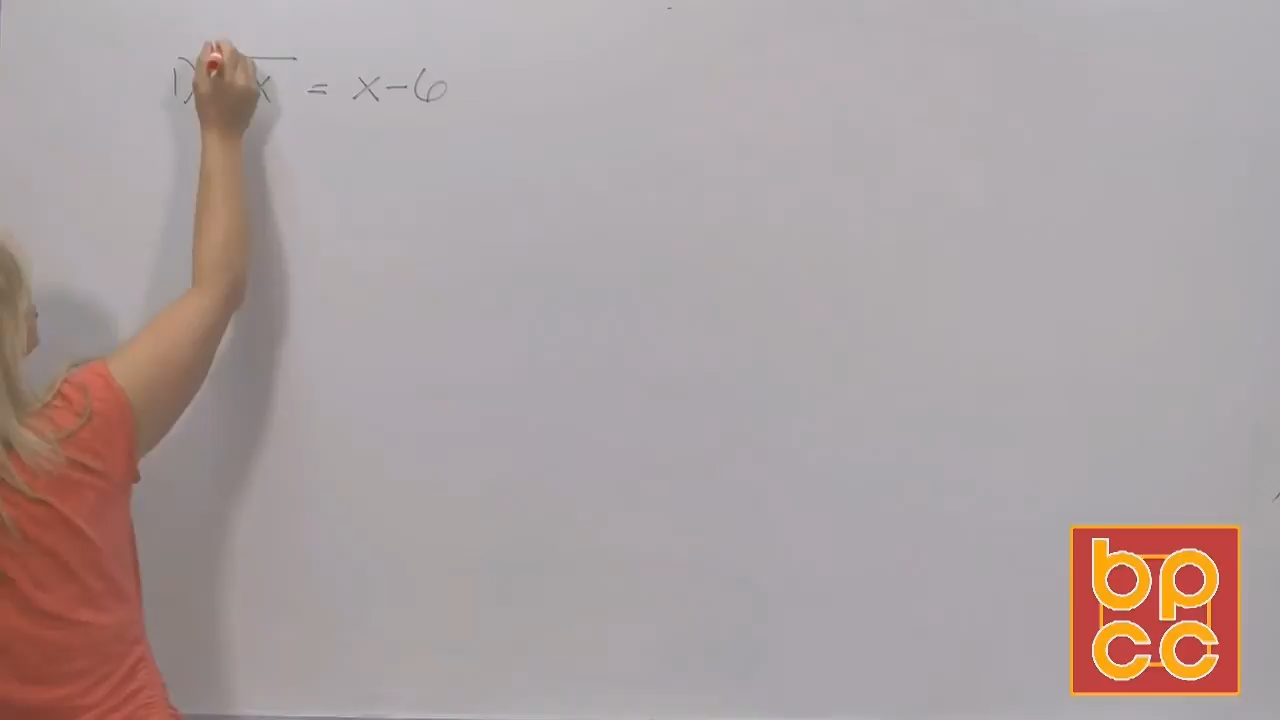 1) √x = x - 6
bp
cc